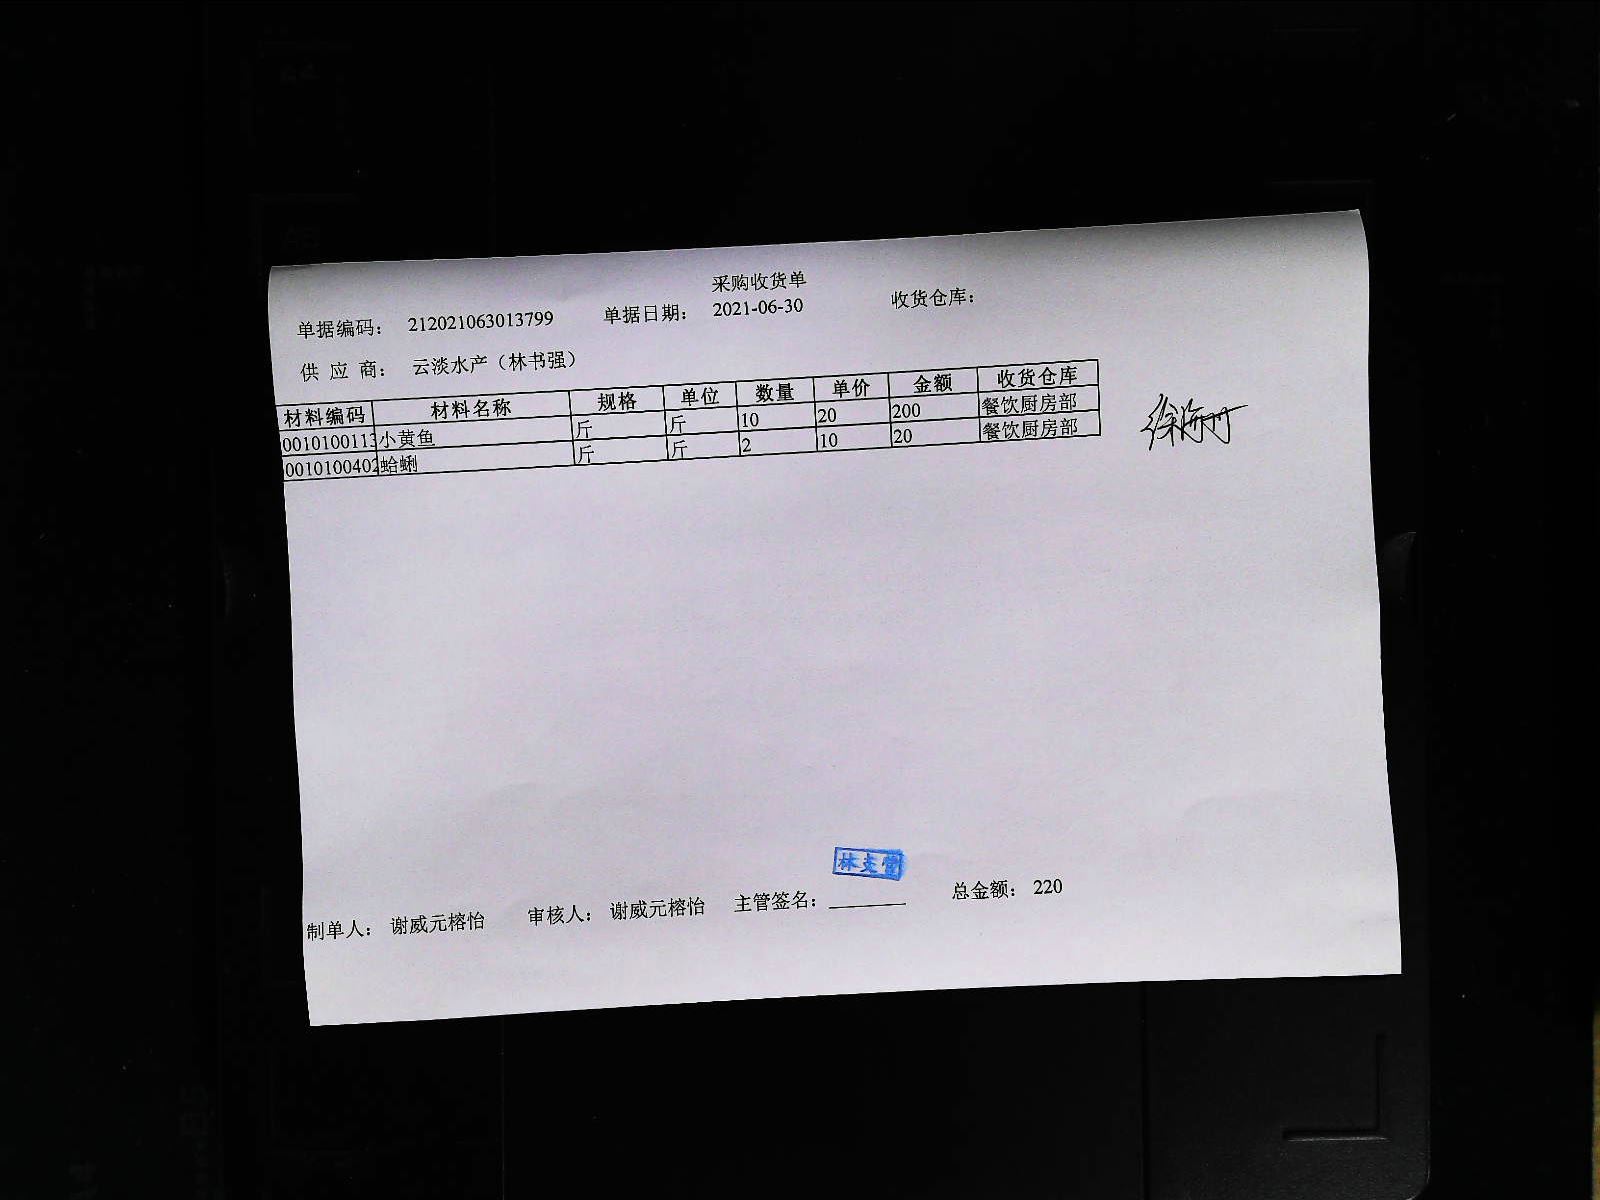 采购收货单
单据编码： 212021063013799 单据日期： 2021-06-30 收货仓库：
供 应 商： 云淡水产（林书强）
材料编码 材料名称 规格 单位 数量 单价 金额 收货仓库
0010100113 小黄鱼 斤 斤 10 20 200 餐饮厨房部
0010100402 蛤蜊 斤 斤 2 10 20 餐饮厨房部
制单人： 谢威元榕怡 审核人： 谢威元榕怡 主管签名： 总金额： 220